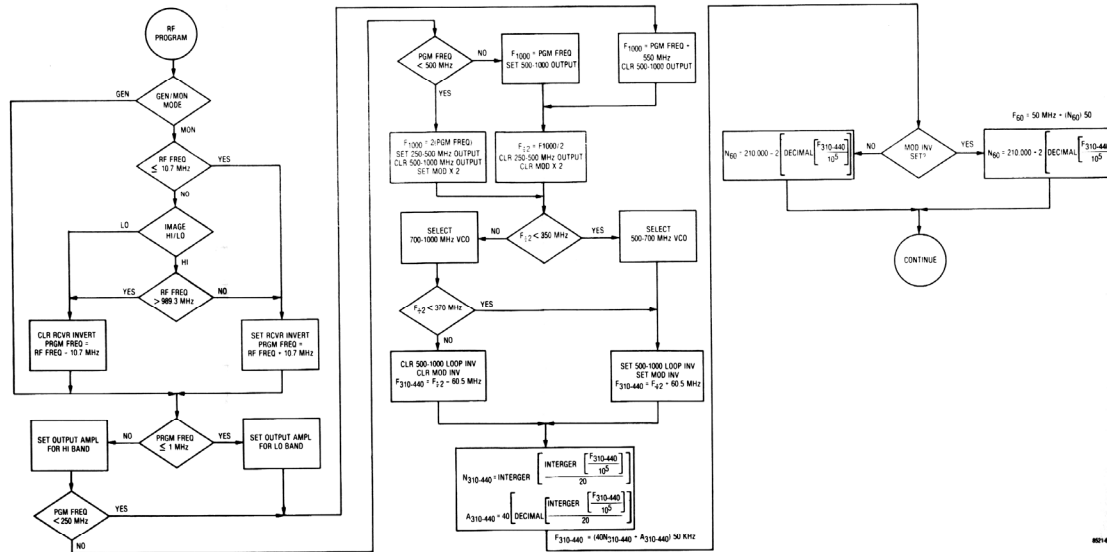 RF
PROGRAM
GEN/MON
MODE
GEN
MON
RF FREQ
≤ 10.7 MHz
YES
NO
IMAGE
HI/LO
LO
HI
RF FREQ
> 989.3 MHz
YES
NO
CLR RCVR INVERT
PRGM FREQ =
RF FREQ - 10.7 MHz
SET RCVR INVERT
PRGM FREQ =
RF FREQ + 10.7 MHz
PRGM FREQ
≤ 1 MHz
NO
YES
SET OUTPUT AMPL
FOR HI BAND
SET OUTPUT AMPL
FOR LO BAND
PGM FREQ
< 250 MHz
YES
NO
PGM FREQ
< 500 MHz
NO
YES
F1000 = PGM FREQ
SET 500-1000 OUTPUT
F1000 = PGM FREQ +
550 MHz
CLR 500-1000 OUTPUT
F1000 = 2(PGM FREQ)
SET 250-500 MHz OUTPUT
CLR 500-1000 MHz OUTPUT
SET MOD X 2
F÷2 = F1000/2
CLR 250-500 MHz OUTPUT
CLR MOD X 2
SELECT
700-1000 MHz VCO
NO
F÷2 < 350 MHz
YES
SELECT
500-700 MHz VCO
F÷2 < 370 MHz
YES
NO
CLR 500-1000 LOOP INV
CLR MOD INV
F310-440 = F÷2 - 60.5 MHz
SET 500-1000 LOOP INV
SET MOD INV
F310-440 = F÷2 + 60.5 MHz
N310-440 = INTERGER [INTERGER [F310-440 / 10⁵] / 20]
A310-440 = 40 [DECIMAL [INTERGER [F310-440 / 10⁵] / 20]]
F310-440 = (40N310-440 + A310-440) 50 KHz
F60 = 50 MHz + (N60) 50
MOD INV
SET?
NO
YES
N60 = 210.000 - 2 [DECIMAL [F310-440 / 10⁵]]
N60 = 210.000 + 2 [DECIMAL [F310-440 / 10⁵
CONTINUE